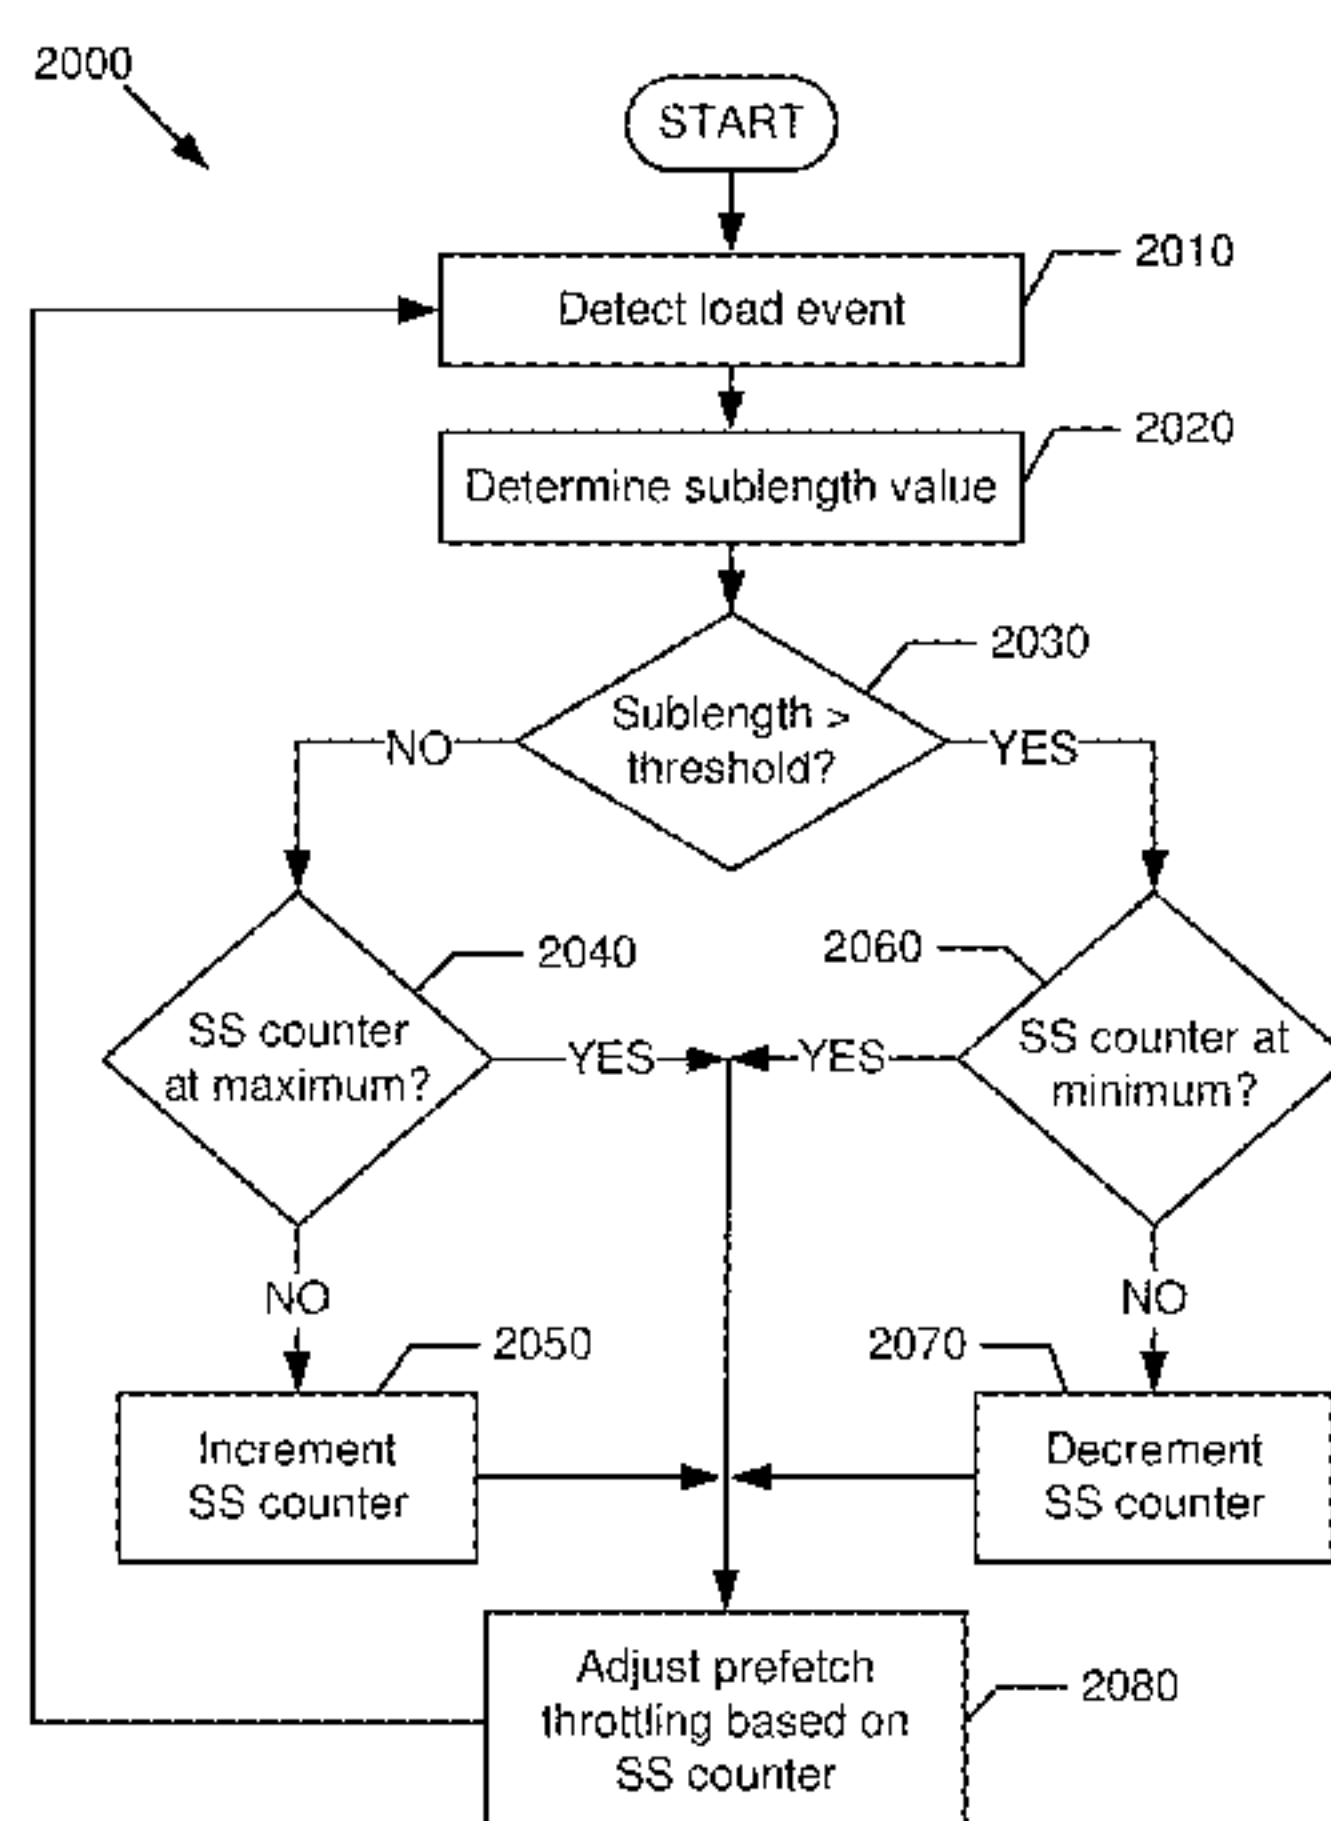 2000
START
2010
Detect load event
2020
Determine sublength value
2030
Sublength >
threshold?
NO
YES
2040
2060
SS counter
at maximum?
YES
YES
SS counter at
minimum?
NO
NO
2050
2070
Increment
SS counter
Decrement
SS counter
Adjust prefetch
throttling based on
SS counter
2080